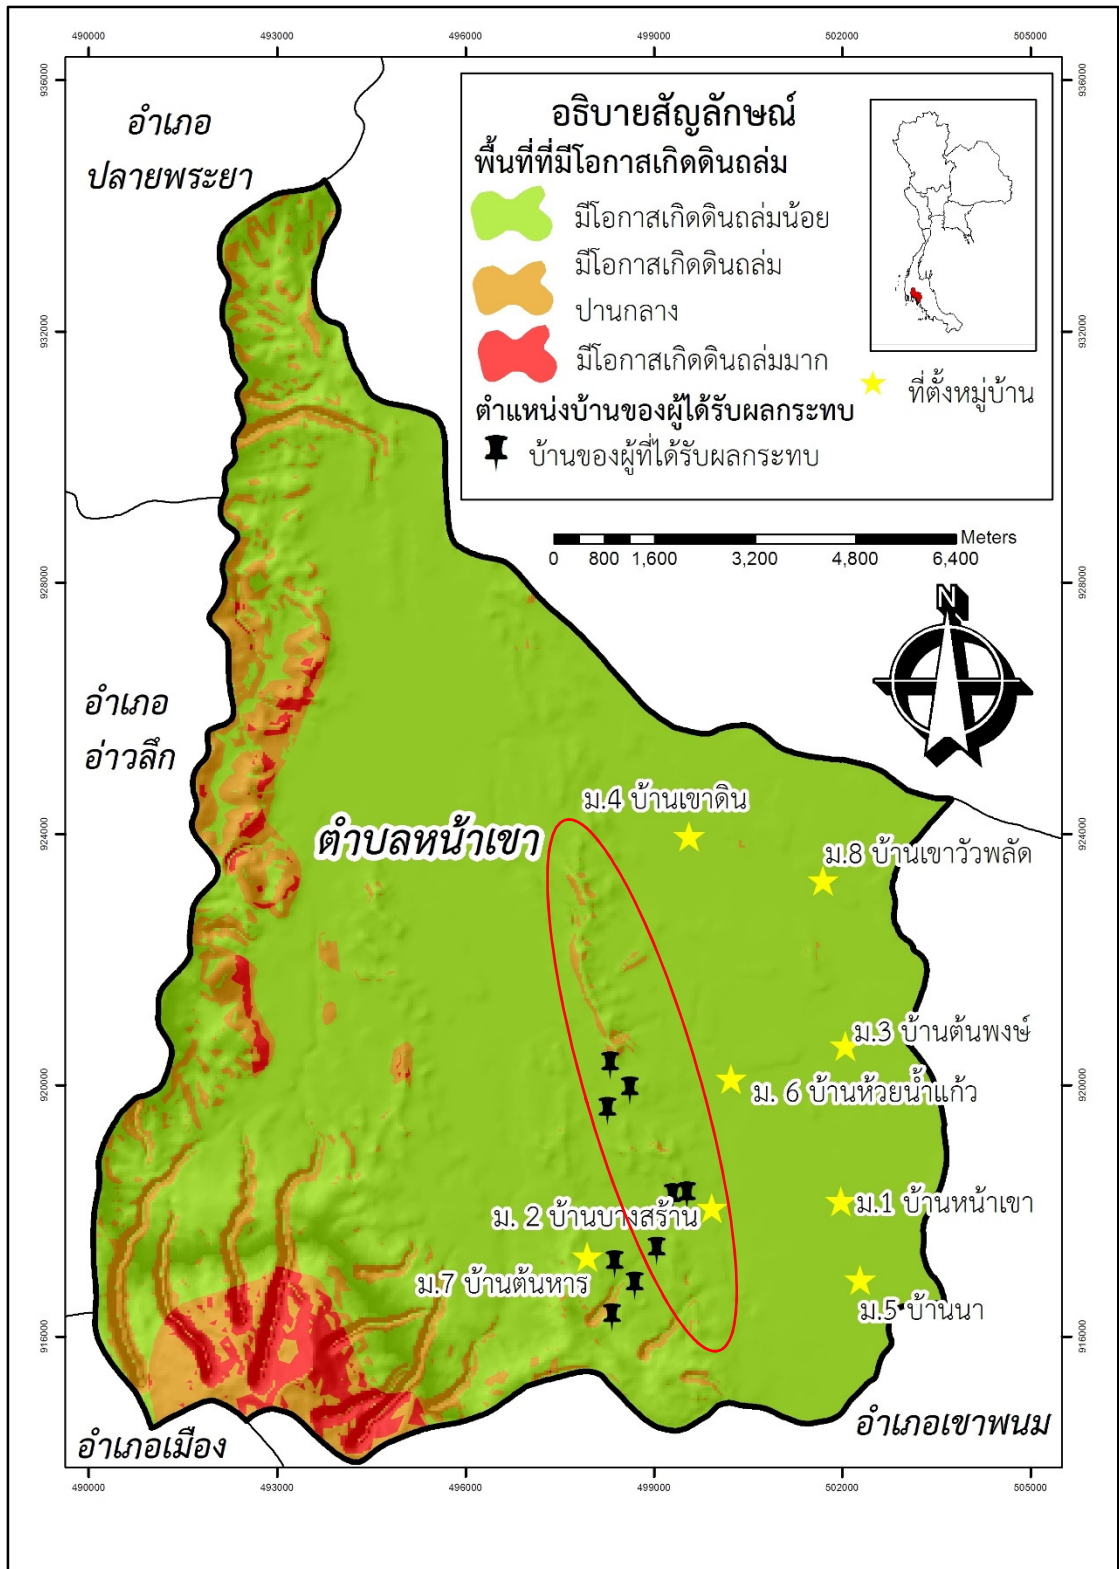 490000 493000 496000 499000 502000 505000
936000 936000
อำเภอ
ปลายพระยา
อธิบายสัญลักษณ์
พื้นที่ที่มีโอกาสเกิดดินถล่ม
มีโอกาสเกิดดินถล่มน้อย
มีโอกาสเกิดดินถล่ม
ปานกลาง
มีโอกาสเกิดดินถล่มมาก
ที่ตั้งหมู่บ้าน
ตำแหน่งบ้านของผู้ได้รับผลกระทบ
บ้านของผู้ที่ได้รับผลกระทบ
932000 932000
Meters
0 800 1,600 3,200 4,800 6,400
928000 928000
N
อำเภอ
อ่าวลึก
ม.4 บ้านเขาดิน
ตำบลหน้าเขา
924000 924000
ม.8 บ้านเขาวัวพลัด
ม.3 บ้านต้นพงษ์
920000 920000
ม. 6 บ้านห้วยน้ำแก้ว
ม.1 บ้านหน้าเขา
ม. 2 บ้านบางสร้าน
ม.7 บ้านต้นหาร
ม.5 บ้านนา
916000 916000
อำเภอเขาพนม
อำเภอเมือง
490000 493000 496000 499000 502000 505000